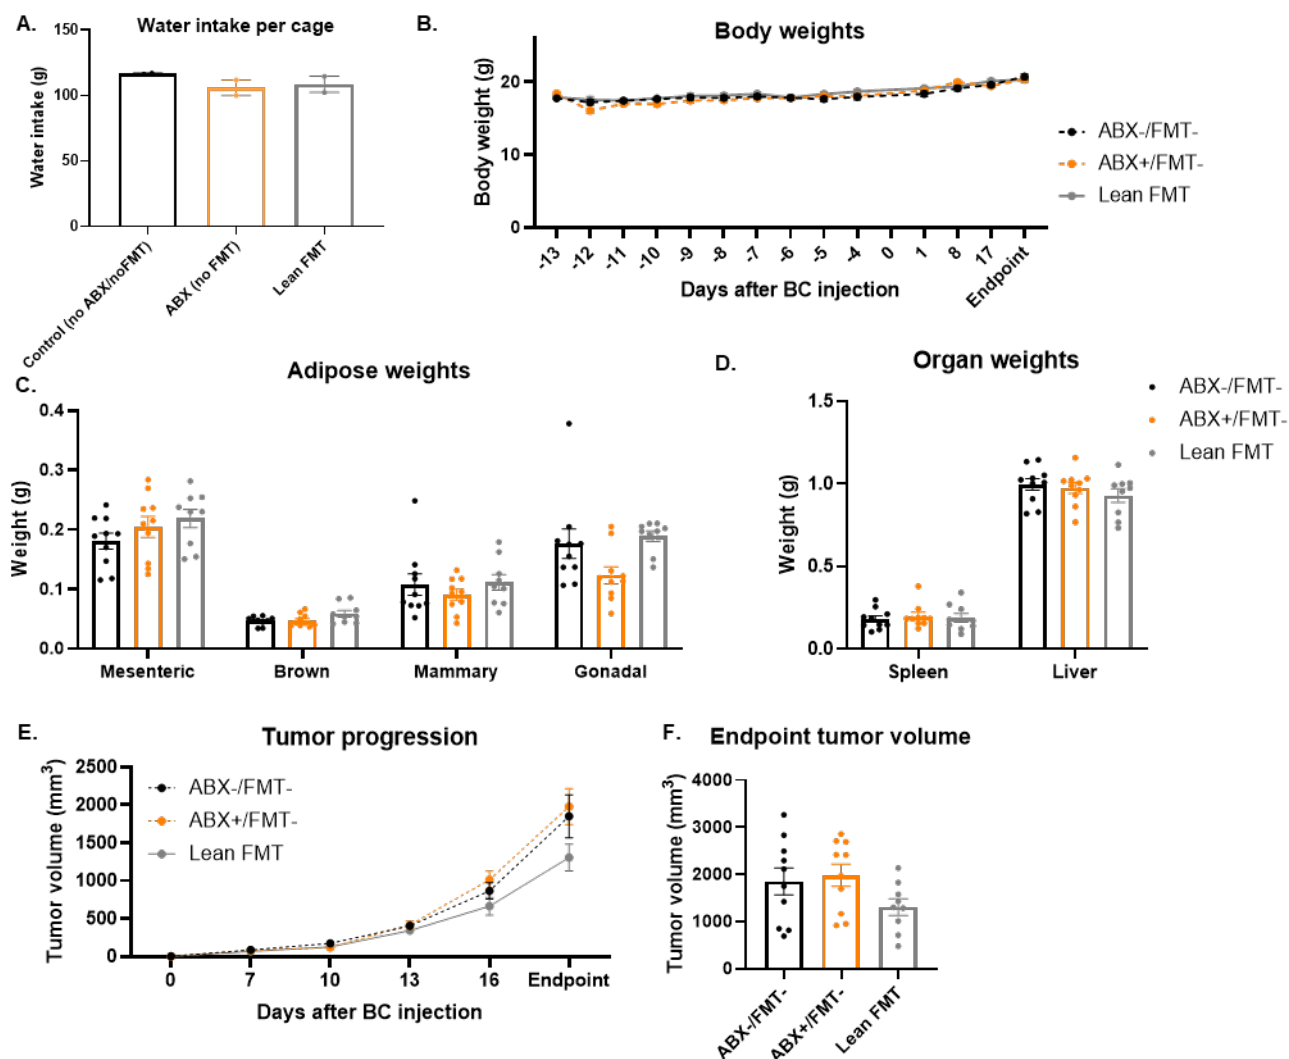 A.
Water intake per cage
150
100
50
0
Water intake (g)
Control (no ABX/noFMT)
ABX (no FMT)
Lean FMT
B.
Body weights
20
10
0
Body weight (g)
-13
-12
-11
-10
-9
-8
-7
-6
-5
-4
0
1
8
17
Endpoint
Days after BC injection
ABX-/FMT-
ABX+/FMT-
Lean FMT
C.
Adipose weights
0.4
0.3
0.2
0.1
0.0
Weight (g)
Mesenteric
Brown
Mammary
Gonadal
D.
Organ weights
1.5
1.0
0.5
0.0
Weight (g)
Spleen
Liver
ABX-/FMT-
ABX+/FMT-
Lean FMT
E.
Tumor progression
2500
2000
1500
1000
500
0
Tumor volume (mm³)
ABX-/FMT-
ABX+/FMT-
Lean FMT
0
7
10
13
16
Endpoint
Days after BC injection
F.
Endpoint tumor volume
4000
3000
2000
1000
0
Tumor volume (mm³)
ABX-/FMT-
ABX+/FMT-
Lean FMT